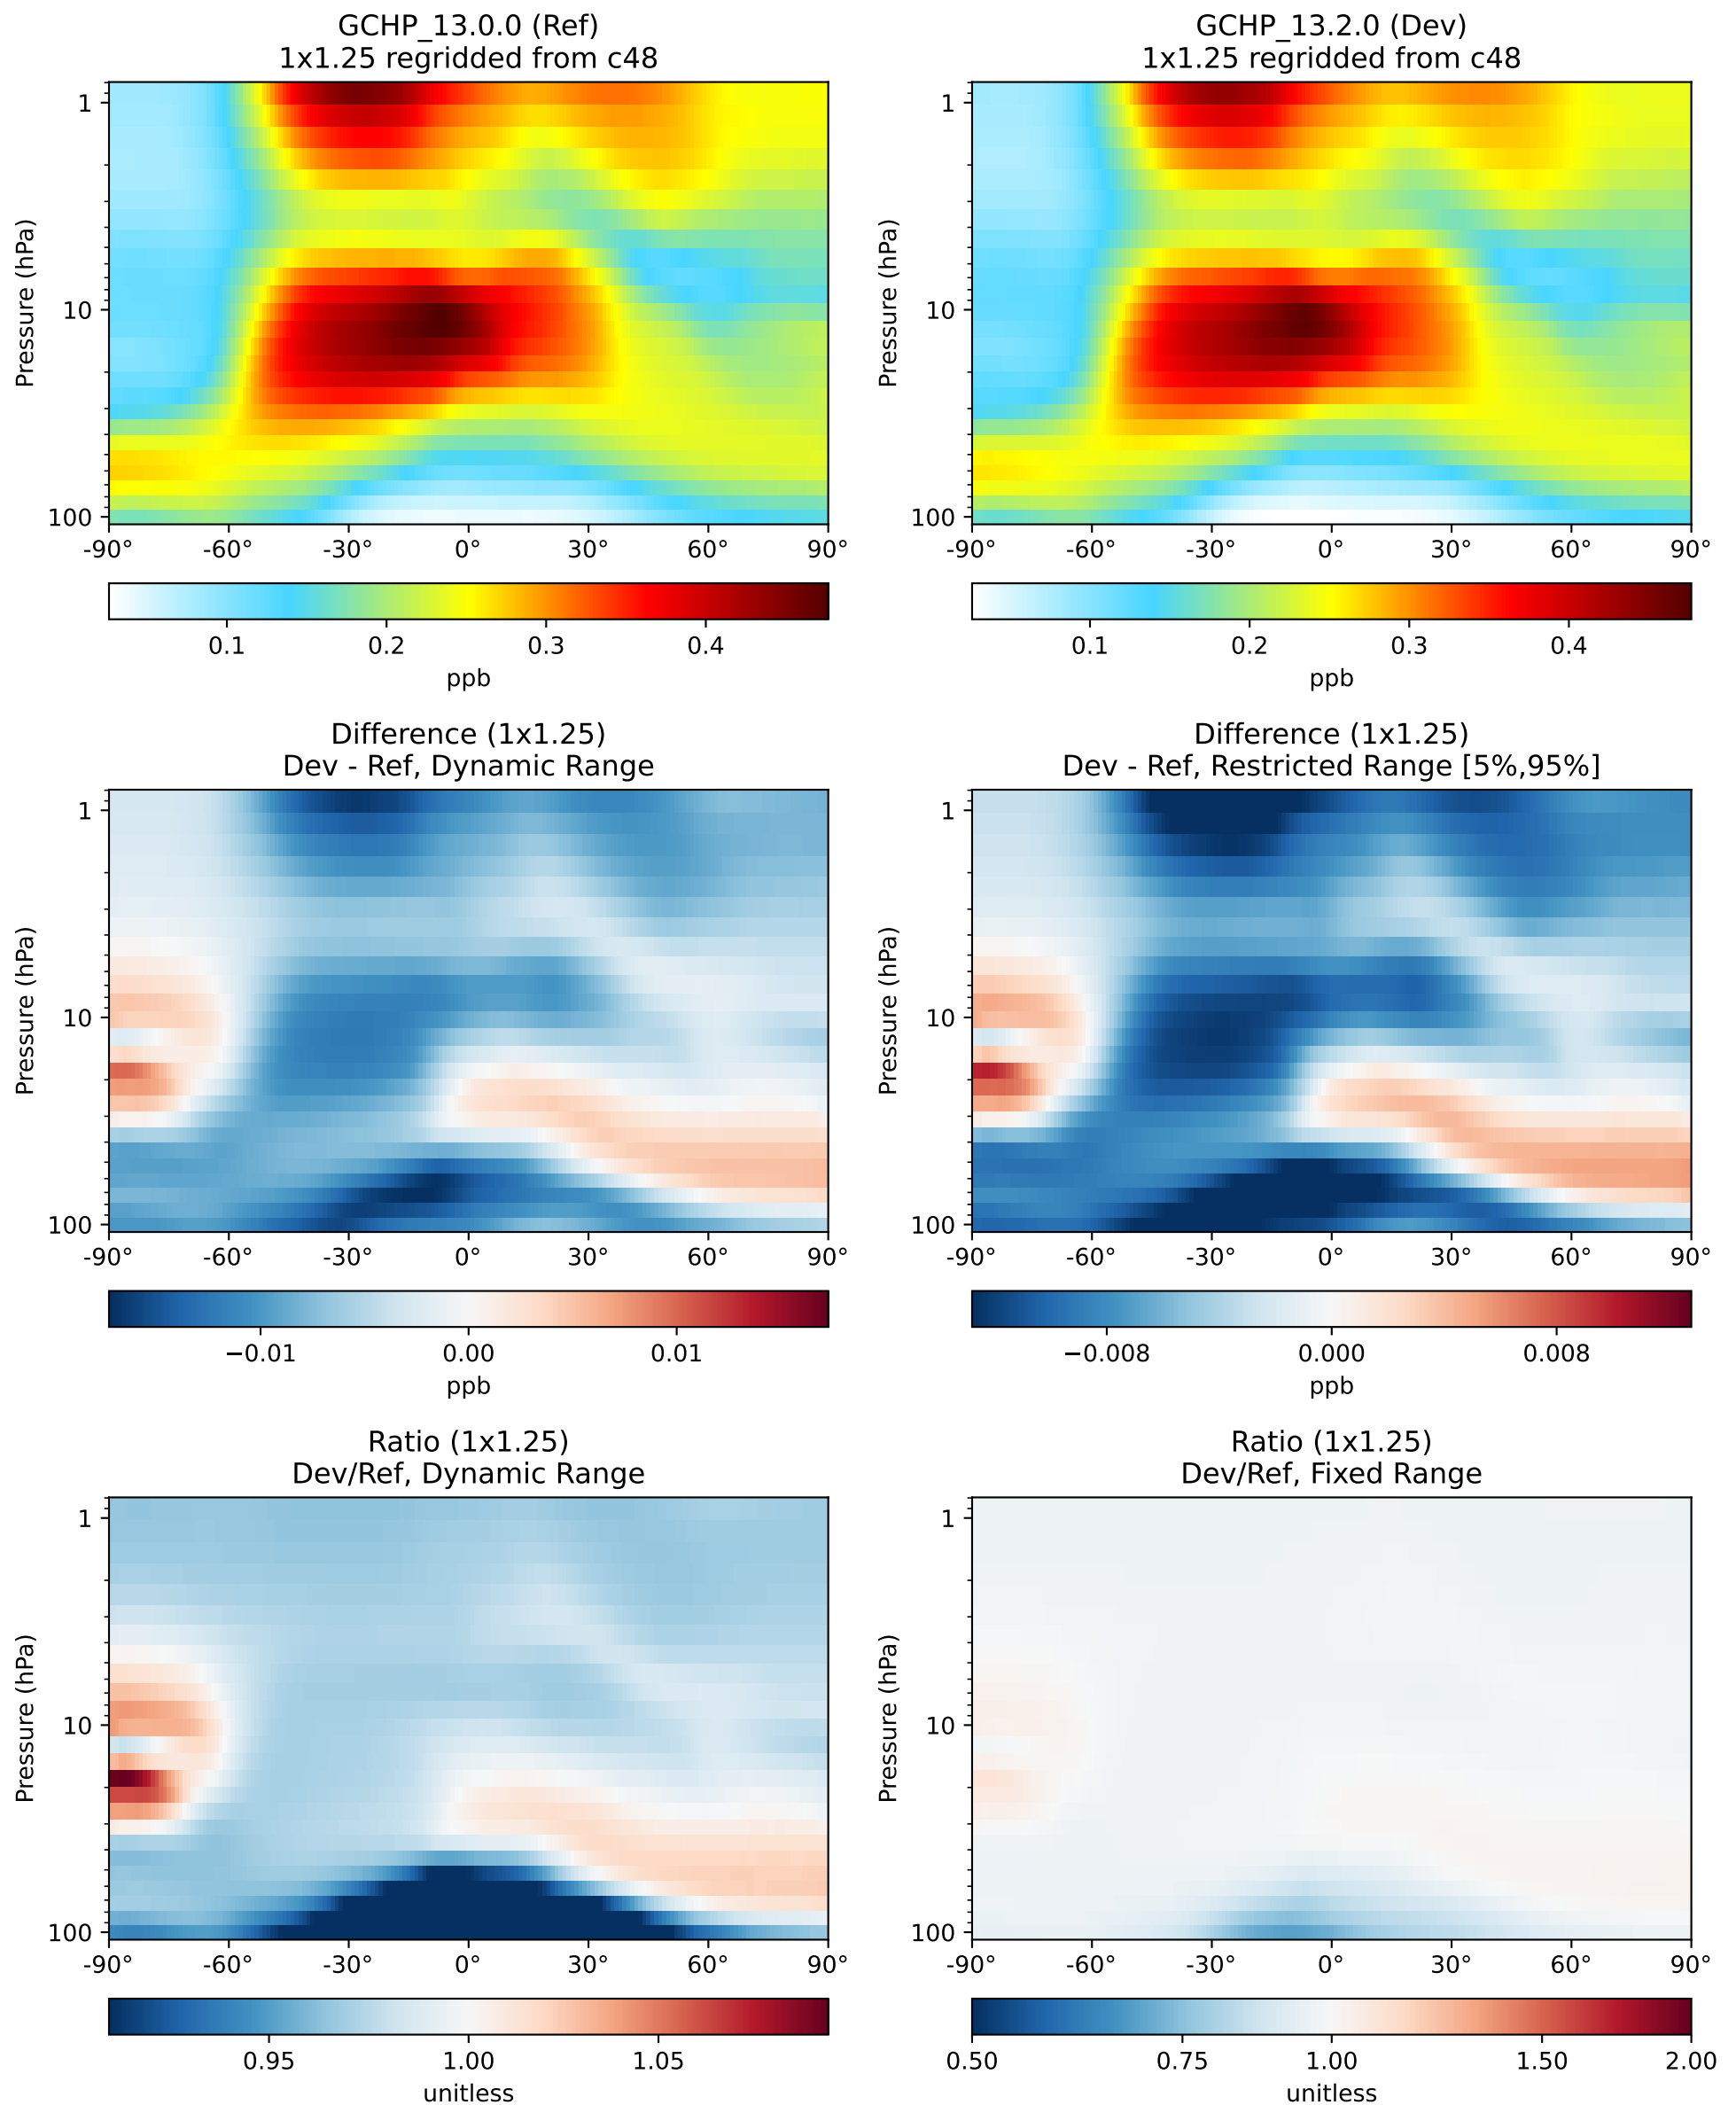 GCHP_13.0.0 (Ref)
1x1.25 regridded from c48
Pressure (hPa)
1
10
100
-90° -60° -30° 0° 30° 60° 90°
0.1 0.2 0.3 0.4
ppb
GCHP_13.2.0 (Dev)
1x1.25 regridded from c48
Pressure (hPa)
1
10
100
-90° -60° -30° 0° 30° 60° 90°
0.1 0.2 0.3 0.4
ppb
Difference (1x1.25)
Dev - Ref, Dynamic Range
Pressure (hPa)
1
10
100
-90° -60° -30° 0° 30° 60° 90°
−0.01 0.00 0.01
ppb
Difference (1x1.25)
Dev - Ref, Restricted Range [5%,95%]
Pressure (hPa)
1
10
100
-90° -60° -30° 0° 30° 60° 90°
−0.008 0.000 0.008
ppb
Ratio (1x1.25)
Dev/Ref, Dynamic Range
Pressure (hPa)
1
10
100
-90° -60° -30° 0° 30° 60° 90°
0.95 1.00 1.05
unitless
Ratio (1x1.25)
Dev/Ref, Fixed Range
Pressure (hPa)
1
10
100
-90° -60° -30° 0° 30° 60° 90°
0.50 0.75 1.00 1.50 2.00
unitless